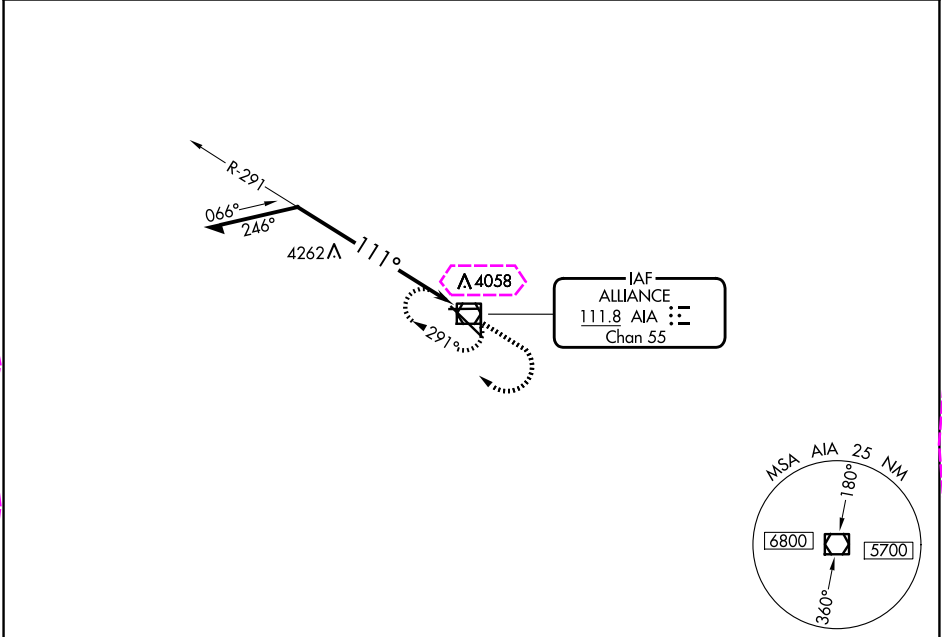 R-291
066°
246°
4262
111°
4058
IAF
ALLIANCE
111.8 AIA
Chan 55
291°
MSA AIA 25 NM
180°
6800
5700
360°